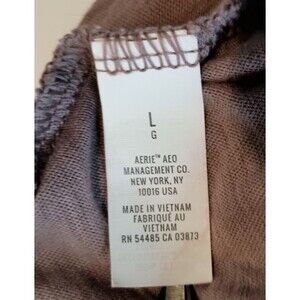 L
G
AERIE™ AEO
MANAGEMENT CO.
NEW YORK, NY
10016 USA
MADE IN VIETNAM
FABRIQUÉ AU
VIETNAM
RN 54485 CA 03873